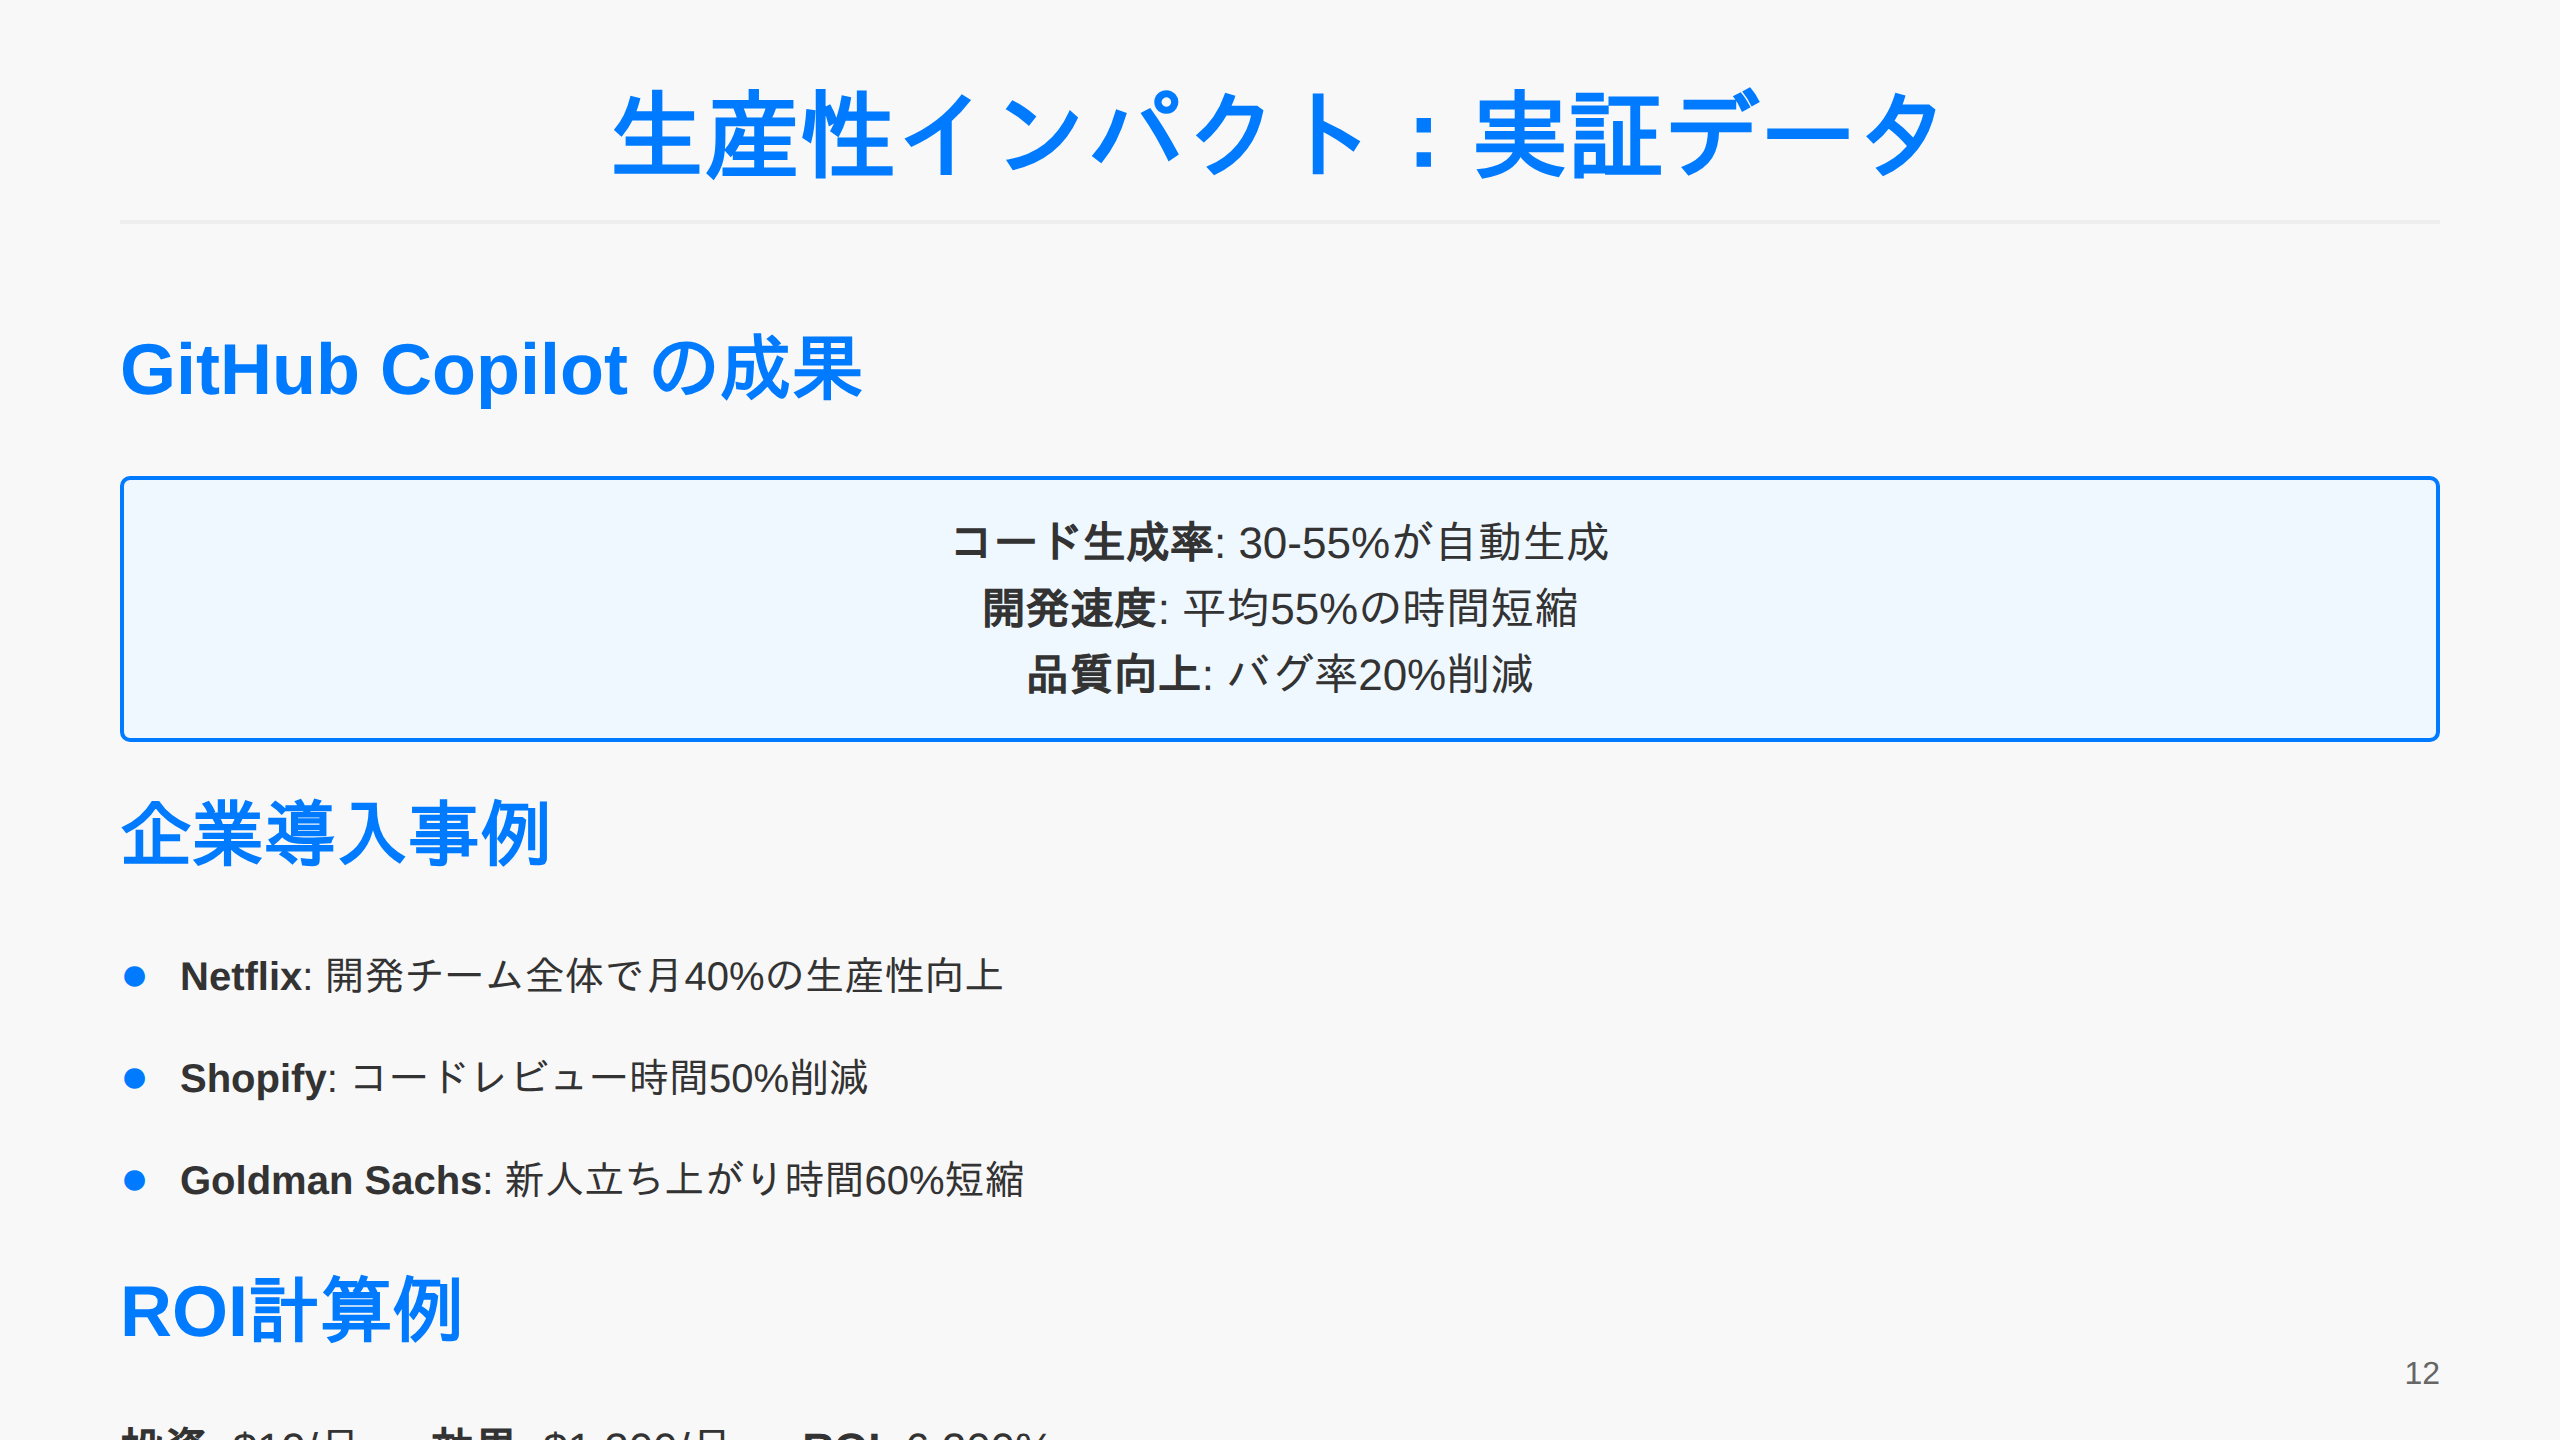 生産性インパクト：実証データ
GitHub Copilot の成果
コード生成率: 30-55%が自動生成
開発速度: 平均55%の時間短縮
品質向上: バグ率20%削減
企業導入事例
Netflix: 開発チーム全体で月40%の生産性向上
Shopify: コードレビュー時間50%削減
Goldman Sachs: 新人立ち上がり時間60%短縮
ROI計算例
12
投資 効果 ROI